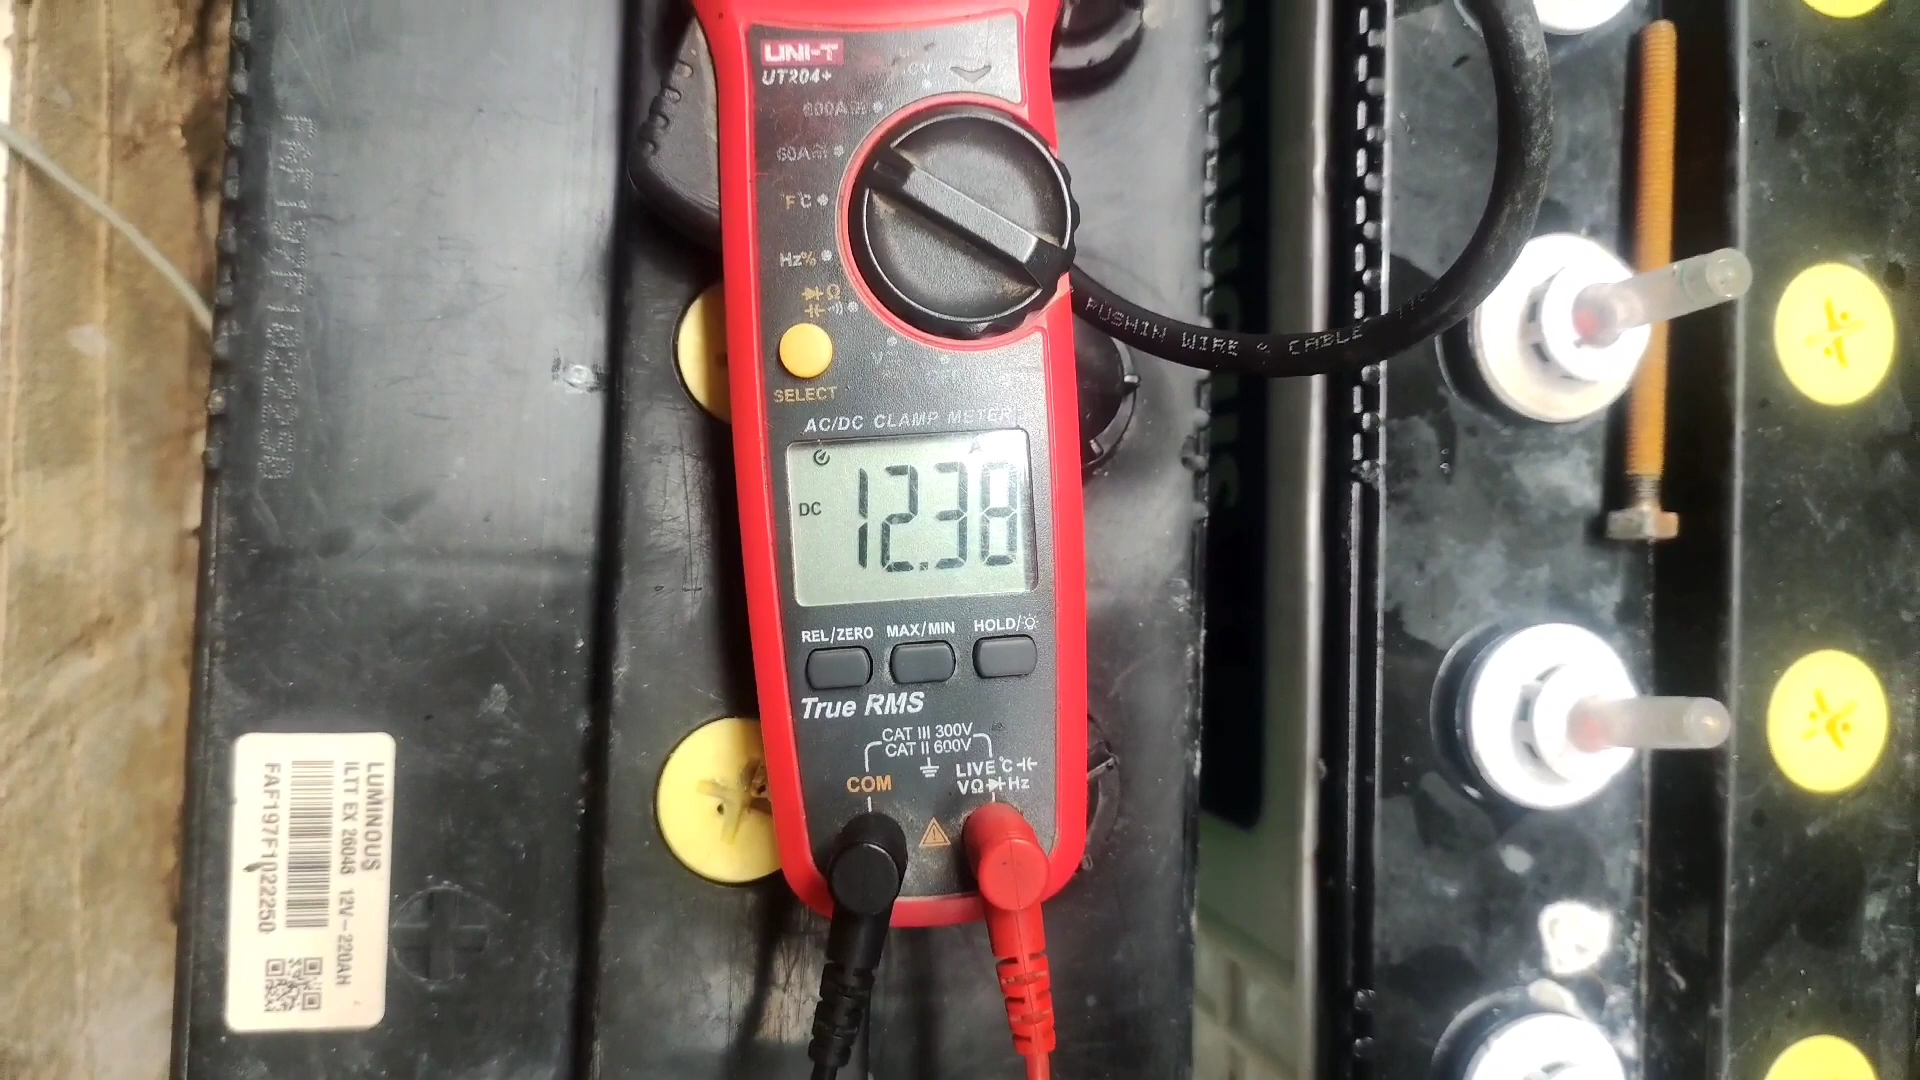 UNI-T
UT204+
600A
60A
°F°C
Hz%
Ω
V
SELECT
AC/DC CLAMP METER
A
DC
12.38
REL/ZERO MAX/MIN HOLD/
True RMS
CAT III 300V
CAT II 600V
COM
LIVE °C
VΩ Hz
PUSHIN WIRE & CABLE
LUMINOUS
ILTT EX 26048 12V-220AH
FAF197F1022250
FAF197F1022250